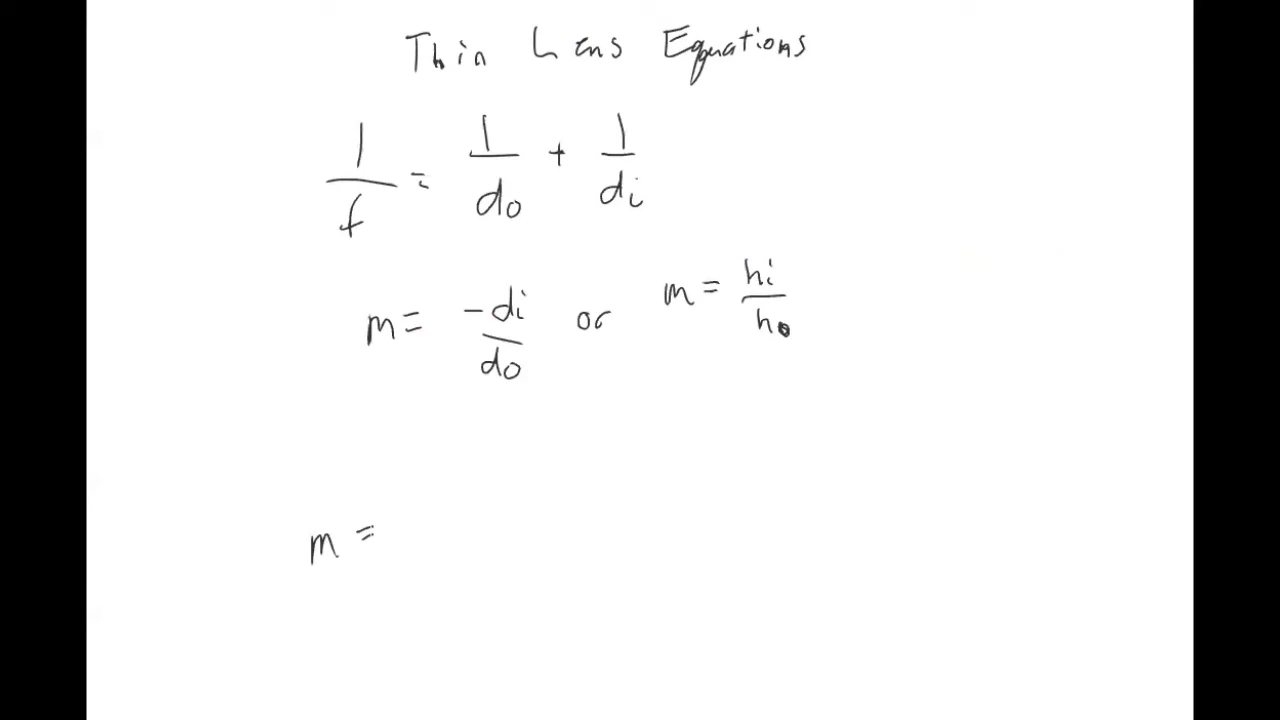 Thin Lens Equations
1/f = 1/do + 1/di
m = -di/do or m = hi/ho
m =